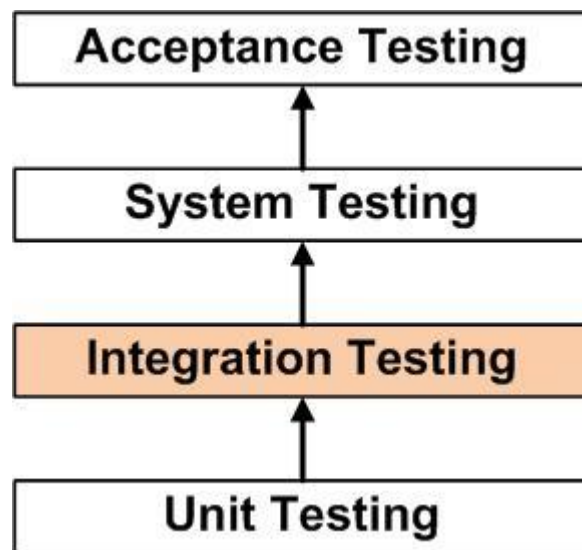 Acceptance Testing
System Testing
Integration Testing
Unit Testing